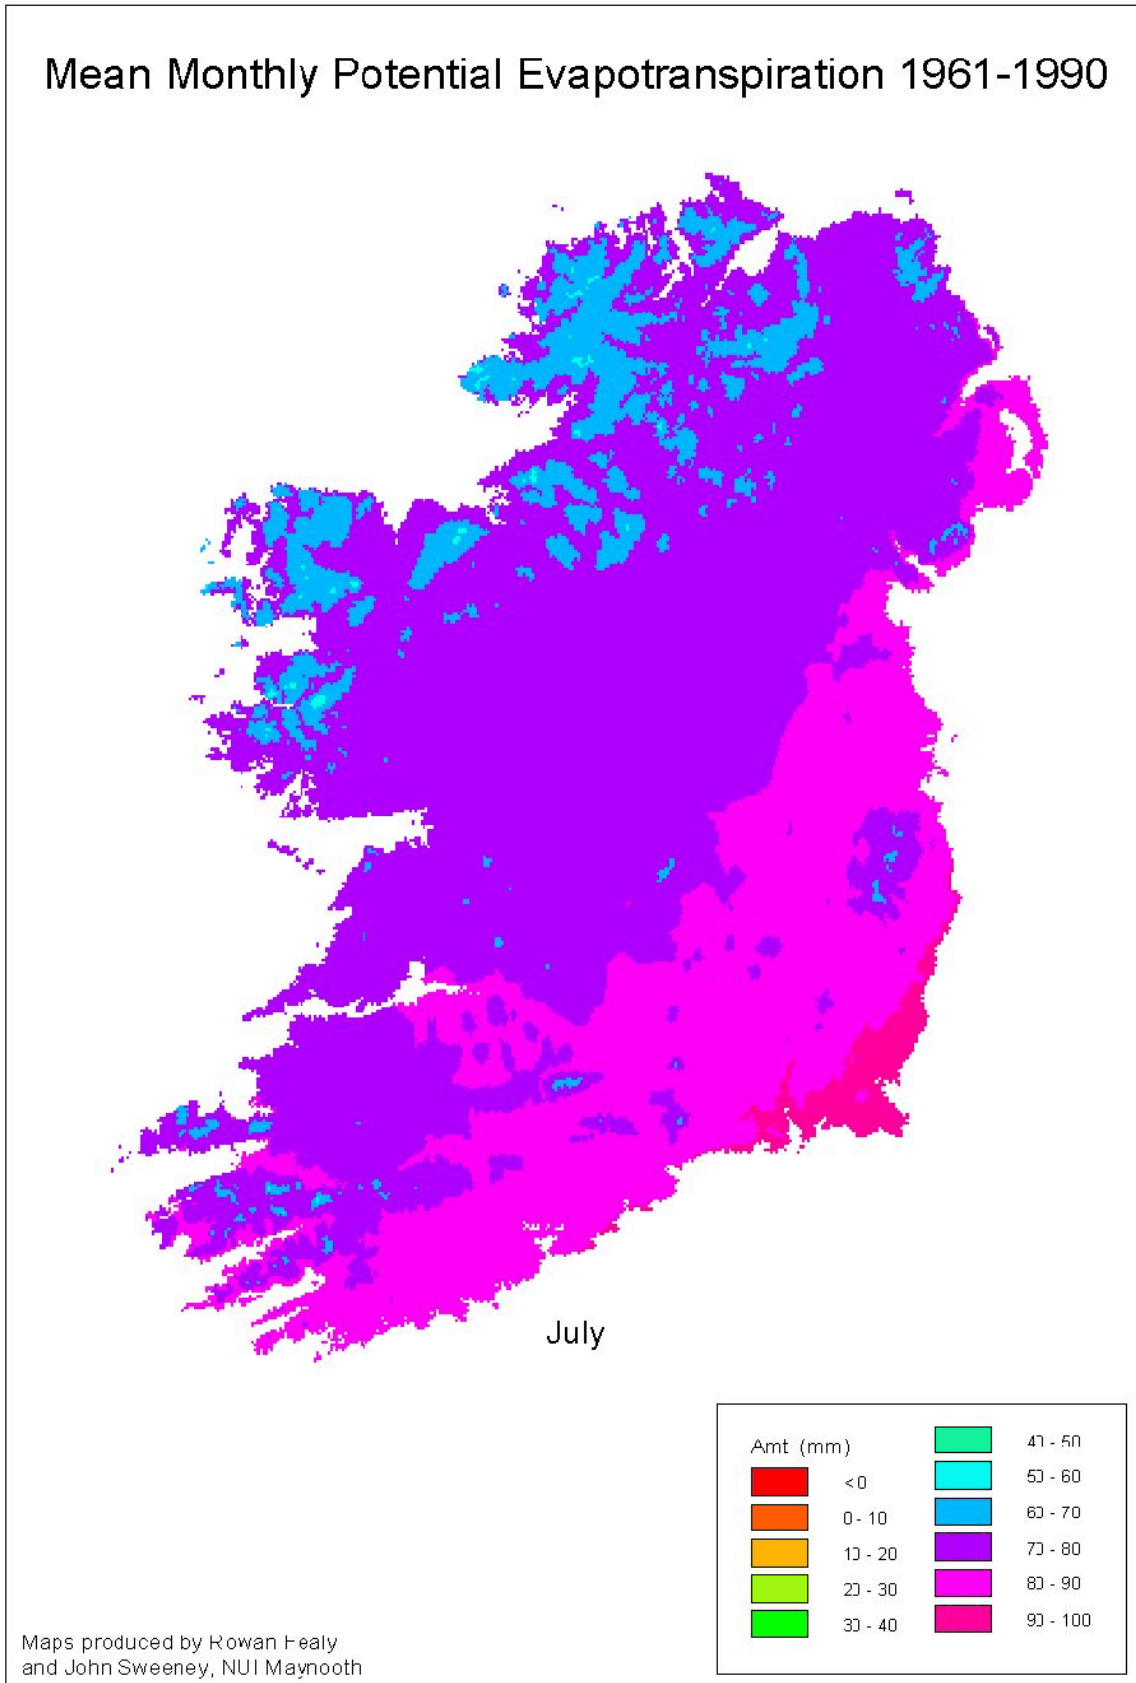 Mean Monthly Potential Evapotranspiration 1961-1990
July
Amt (mm)
<0
0 - 10
10 - 20
20 - 30
30 - 40
40 - 50
50 - 60
60 - 70
70 - 80
80 - 90
90 - 100
Maps produced by Rowan Fealy
and John Sweeney, NUI Maynooth